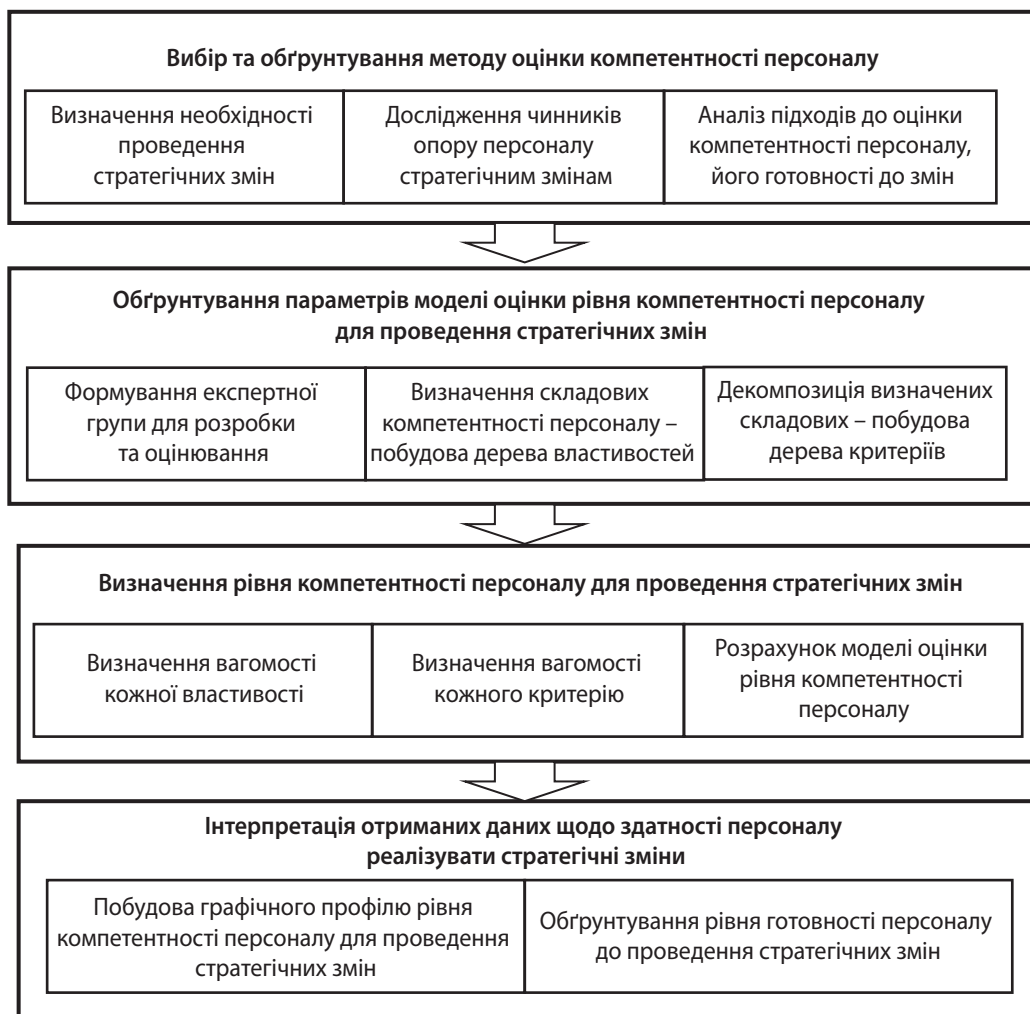 Вибір та обґрунтування методу оцінки компетентності персоналу
Визначення необхідності
проведення
стратегічних змін
Дослідження чинників
опору персоналу
стратегічним змінам
Аналіз підходів до оцінки
компетентності персоналу,
його готовності до змін
Обґрунтування параметрів моделі оцінки рівня компетентності персоналу
для проведення стратегічних змін
Формування експертної
групи для розробки
та оцінювання
Визначення складових
компетентності персоналу –
побудова дерева властивостей
Декомпозиція визначених
складових – побудова
дерева критеріїв
Визначення рівня компетентності персоналу для проведення стратегічних змін
Визначення вагомості
кожної властивості
Визначення вагомості
кожного критерію
Розрахунок моделі оцінки
рівня компетентності
персоналу
Інтерпретація отриманих даних щодо здатності персоналу
реалізувати стратегічні зміни
Побудова графічного профілю рівня
компетентності персоналу для проведення
стратегічних змін
Обґрунтування рівня готовності персоналу
до проведення стратегічних змін